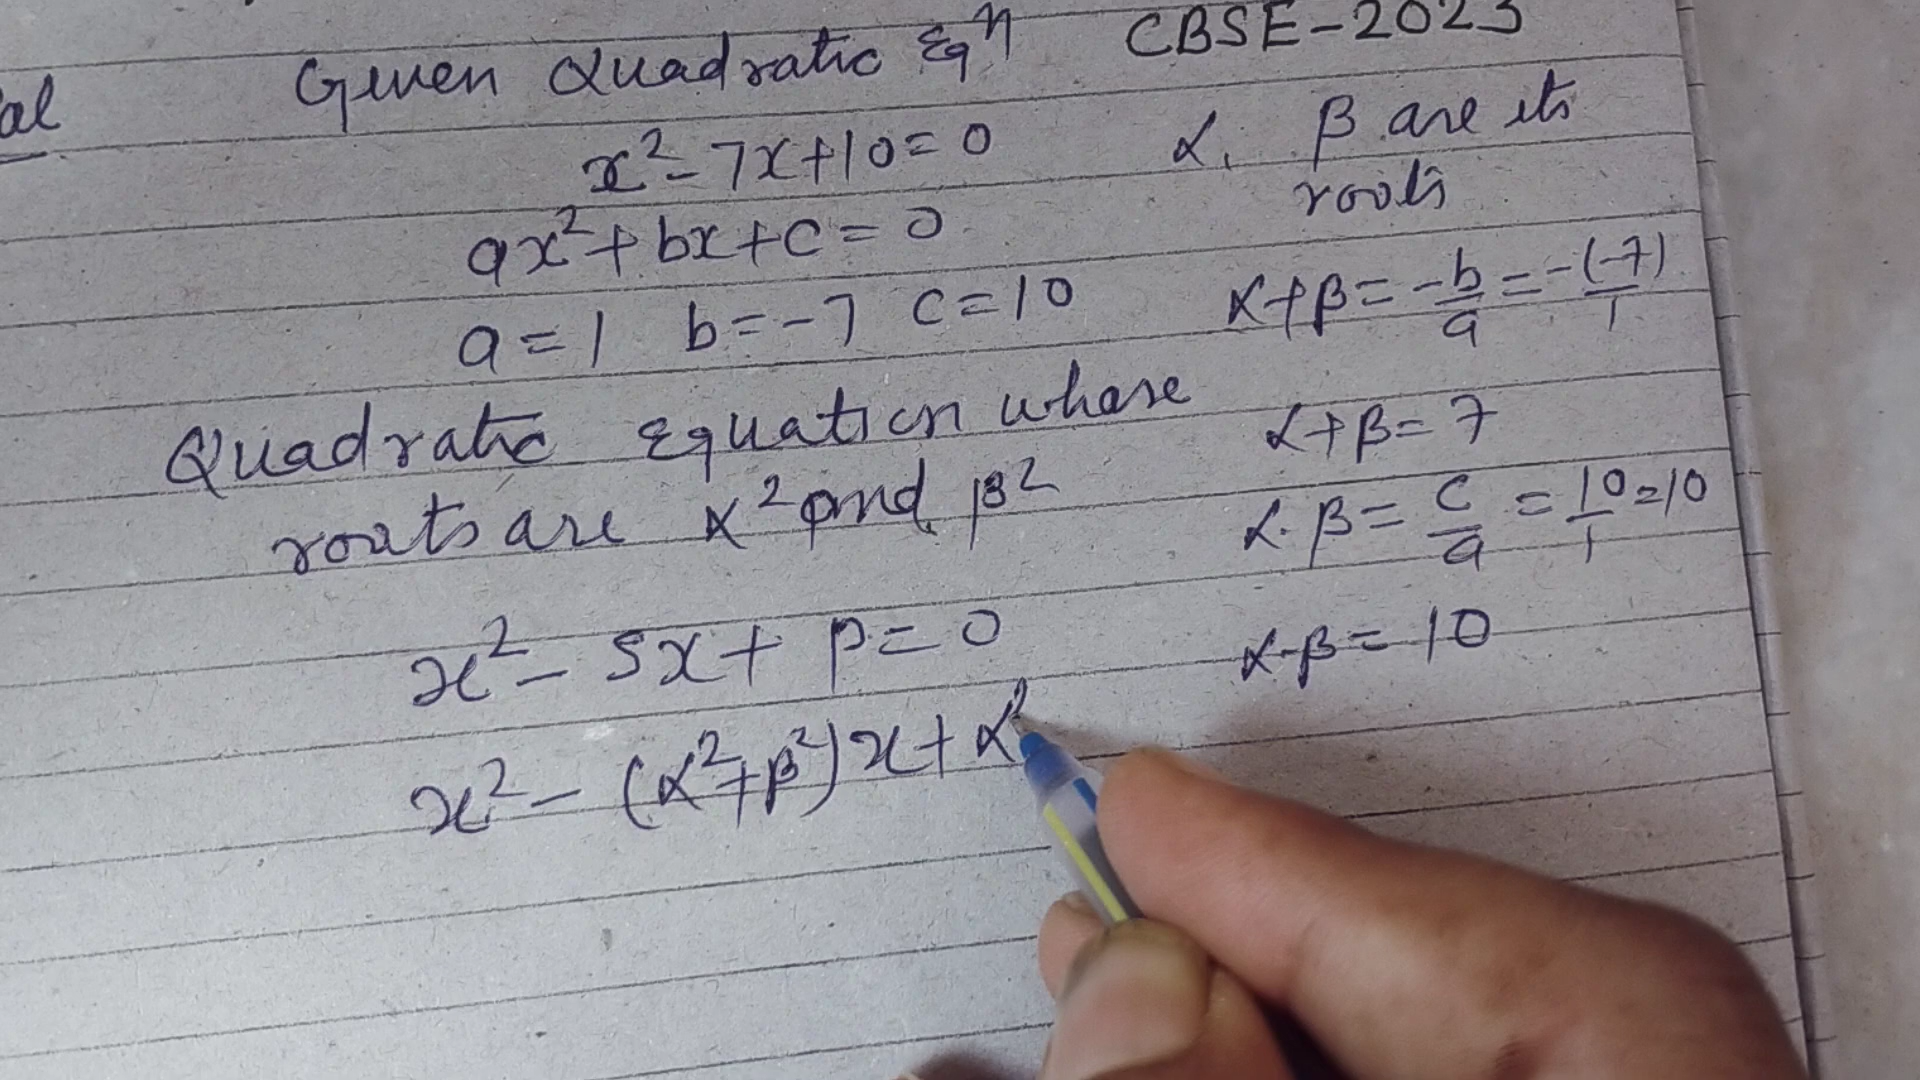 al
Given Quadratic Eqⁿ CBSE-2023
x² - 7x + 10 = 0
α, β are its
roots
ax² + bx + c = 0
a = 1 b = -7 c = 10
α + β = -b/a = -(-7)/1
Quadratic Equation whose
α + β = 7
roots are α² and β²
α · β = c/a = 10/1 = 10
x² - Sx + P = 0
α · β = 10
x² - (α² + β²)x + α²